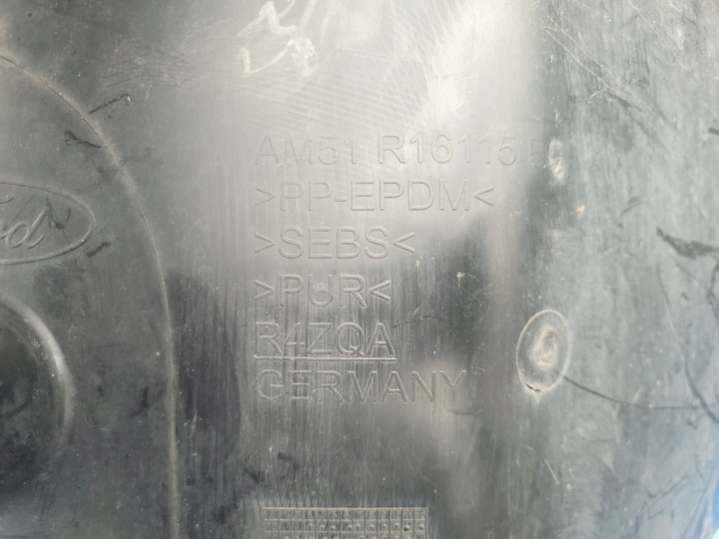 AM51 R16115
>PP-EPDM<
>SEBS<
>PUR<
R4ZQA
GERMANY